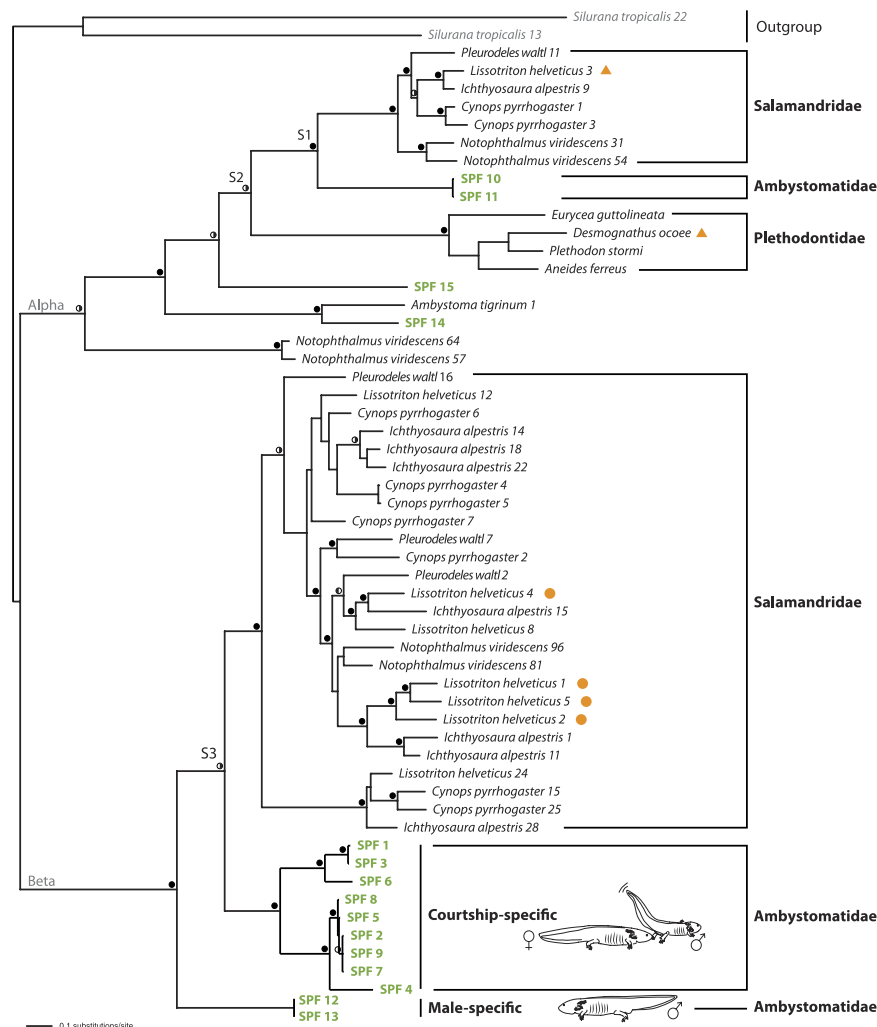 Silurana tropicalis 22
Outgroup
Silurana tropicalis 13
Pleurodeles waltl 11
Lissotriton helveticus 3
Ichthyosaura alpestris 9
Salamandridae
Cynops pyrrhogaster 1
Cynops pyrrhogaster 3
S1
Notophthalmus viridescens 31
Notophthalmus viridescens 54
S2
SPF 10
Ambystomatidae
SPF 11
Eurycea guttolineata
Desmognathus ocoee
Plethodontidae
Plethodon stormi
Aneides ferreus
SPF 15
Alpha
Ambystoma tigrinum 1
SPF 14
Notophthalmus viridescens 64
Notophthalmus viridescens 57
Pleurodeles waltl 16
Lissotriton helveticus 12
Cynops pyrrhogaster 6
Ichthyosaura alpestris 14
Ichthyosaura alpestris 18
Ichthyosaura alpestris 22
Cynops pyrrhogaster 4
Cynops pyrrhogaster 5
Cynops pyrrhogaster 7
Pleurodeles waltl 7
Cynops pyrrhogaster 2
Pleurodeles waltl 2
Lissotriton helveticus 4
Salamandridae
Ichthyosaura alpestris 15
Lissotriton helveticus 8
Notophthalmus viridescens 96
Notophthalmus viridescens 81
Lissotriton helveticus 1
Lissotriton helveticus 5
Lissotriton helveticus 2
Ichthyosaura alpestris 1
S3
Ichthyosaura alpestris 11
Lissotriton helveticus 24
Cynops pyrrhogaster 15
Cynops pyrrhogaster 25
Ichthyosaura alpestris 28
SPF 1
SPF 3
Beta
SPF 6
SPF 8
Courtship-specific
Ambystomatidae
SPF 5
SPF 2
♀
♂
SPF 9
SPF 7
SPF 4
SPF 12
Male-specific
♂
Ambystomatidae
SPF 13
0.1 substitutions/site